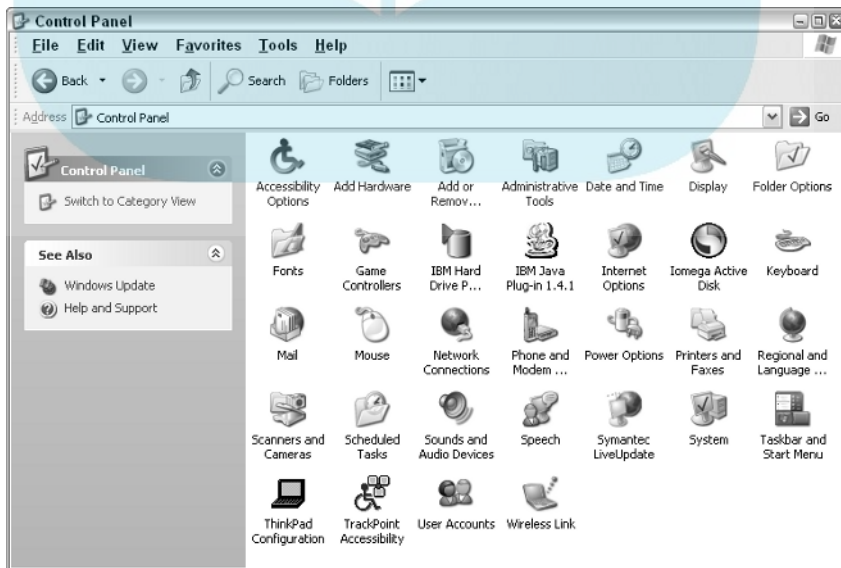 Control Panel
File Edit View Favorites Tools Help
Back Search Folders
Address Control Panel Go
Control Panel
Switch to Category View
See Also
Windows Update
Help and Support
Accessibility Options
Add Hardware
Add or Remov...
Administrative Tools
Date and Time
Display
Folder Options
Fonts
Game Controllers
IBM Hard Drive P...
IBM Java Plug-in 1.4.1
Internet Options
Iomega Active Disk
Keyboard
Mail
Mouse
Network Connections
Phone and Modem ...
Power Options
Printers and Faxes
Regional and Language ...
Scanners and Cameras
Scheduled Tasks
Sounds and Audio Devices
Speech
Symantec LiveUpdate
System
Taskbar and Start Menu
ThinkPad Configuration
TrackPoint Accessibility
User Accounts
Wireless Link